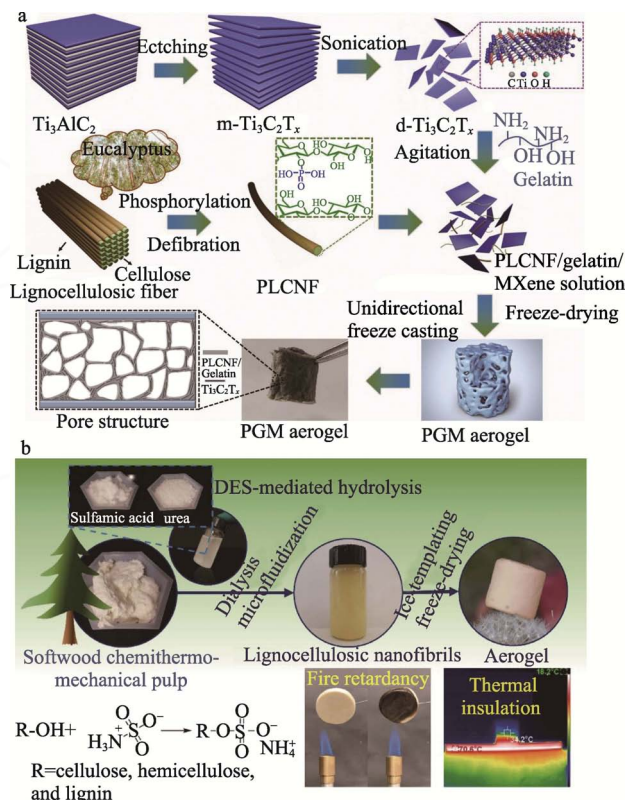 a
Ectching
Sonication
C Ti O H
Ti₃AlC₂
m-Ti₃C₂Tₓ
d-Ti₃C₂Tₓ
NH₂
NH₂
OH OH
Agitation
Gelatin
Eucalyptus
Phosphorylation
Defibration
Lignin
Cellulose
Lignocellulosic fiber
PLCNF
PLCNF/gelatin/
MXene solution
Unidirectional
freeze casting
Freeze-drying
PLCNF/
Gelatin
Ti₃C₂Tₓ
Pore structure
PGM aerogel
PGM aerogel
b
DES-mediated hydrolysis
Sulfamic acid
urea
Dialysis
microfluidization
Ice-templating
freeze-drying
Softwood chemithermo-
mechanical pulp
Lignocellulosic nanofibrils
Aerogel
Fire retardancy
Thermal
insulation
R-OH+ H₃N⁺-S-O⁻ → R-O-S-O⁻ NH₄⁺
R=cellulose, hemicellulose,
and lignin